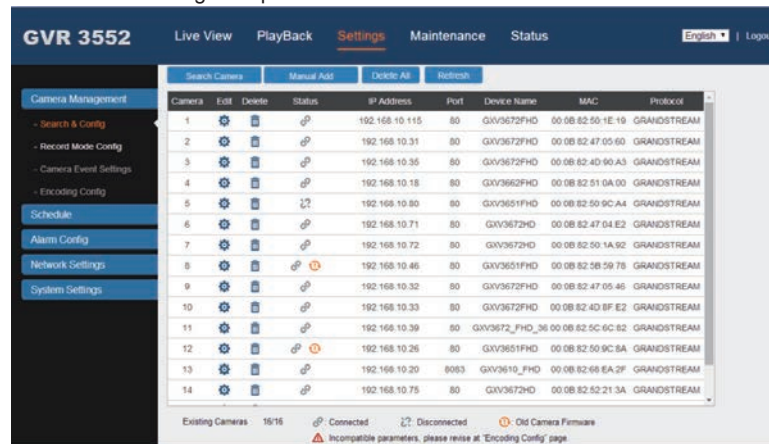 GVR 3552 Live View PlayBack Settings Maintenance Status English | Logou
Search Camera Manual Add Delete All Refresh
Camera Management
- Search & Config
- Record Mode Config
- Camera Event Settings
- Encoding Config
Schedule
Alarm Config
Network Settings
System Settings
Camera Edit Delete Status IP Address Port Device Name MAC Protocol
1 192.168.10.115 80 GXV3672FHD 00:0B:82:50:1E:19 GRANDSTREAM
2 192.168.10.31 80 GXV3672FHD 00:0B:82:47:05:60 GRANDSTREAM
3 192.168.10.35 80 GXV3672FHD 00:0B:82:4D:90:A3 GRANDSTREAM
4 192.168.10.18 80 GXV3662FHD 00:0B:82:51:0A:00 GRANDSTREAM
5 192.168.10.80 80 GXV3651FHD 00:0B:82:50:9C:A4 GRANDSTREAM
6 192.168.10.71 80 GXV3672HD 00:0B:82:47:04:E2 GRANDSTREAM
7 192.168.10.72 80 GXV3672HD 00:0B:82:50:1A:92 GRANDSTREAM
8 192.168.10.46 80 GXV3651FHD 00:0B:82:5B:59:78 GRANDSTREAM
9 192.168.10.32 80 GXV3672FHD 00:0B:82:47:05:46 GRANDSTREAM
10 192.168.10.33 80 GXV3672FHD 00:0B:82:4D:8F:E2 GRANDSTREAM
11 192.168.10.39 80 GXV3672_FHD_36 00:0B:82:5C:6C:82 GRANDSTREAM
12 192.168.10.26 80 GXV3651FHD 00:0B:82:50:9C:8A GRANDSTREAM
13 192.168.10.20 8083 GXV3610_FHD 00:0B:82:68:EA:2F GRANDSTREAM
14 192.168.10.75 80 GXV3672HD 00:0B:82:52:21:3A GRANDSTREAM
Existing Cameras 16/16 : Connected : Disconnected : Old Camera Firmware
Incompatible parameters, please revise at "Encoding Config" page.